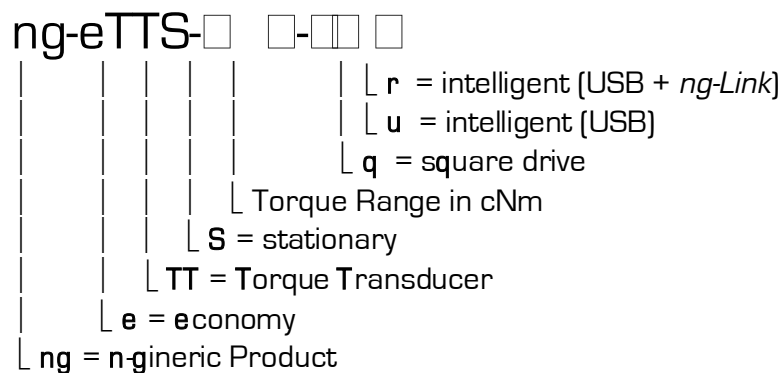 ng-eTTS-□ □-□□ □
r = intelligent (USB + ng-Link)
u = intelligent (USB)
q = square drive
Torque Range in cNm
S = stationary
TT = Torque Transducer
e = economy
ng = n-gineric Product